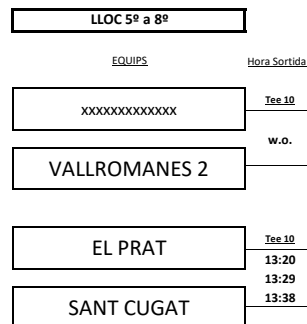 LLOC 5º a 8º
EQUIPS Hora Sortida
xxxxxxxxxxxxx Tee 10
w.o.
VALLROMANES 2
EL PRAT Tee 10
13:20
13:29
SANT CUGAT 13:38